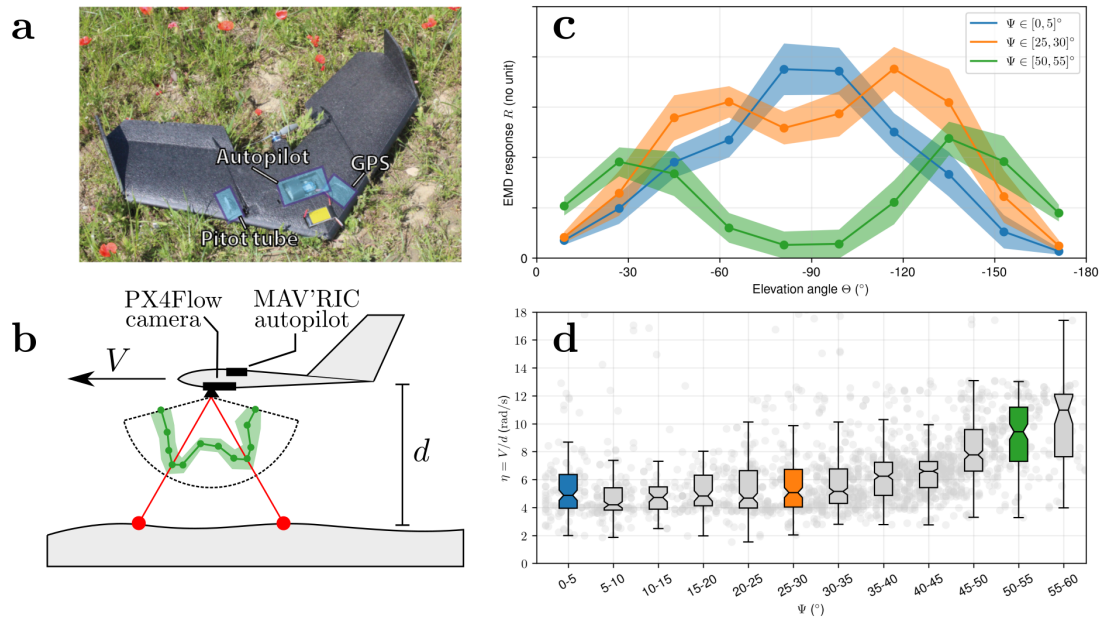 a
Autopilot
GPS
Pitot tube
b
PX4Flow
camera
MAV'RIC
autopilot
V
d
c
EMD response R (no unit)
0
Ψ ∈ [0, 5]°
Ψ ∈ [25, 30]°
Ψ ∈ [50, 55]°
0 -30 -60 -90 -120 -150 -180
Elevation angle Θ (°)
d
η = V/d (rad/s)
18
16
14
12
10
8
6
4
2
0
0-5 5-10 10-15 15-20 20-25 25-30 30-35 35-40 40-45 45-50 50-55 55-60
Ψ (°)